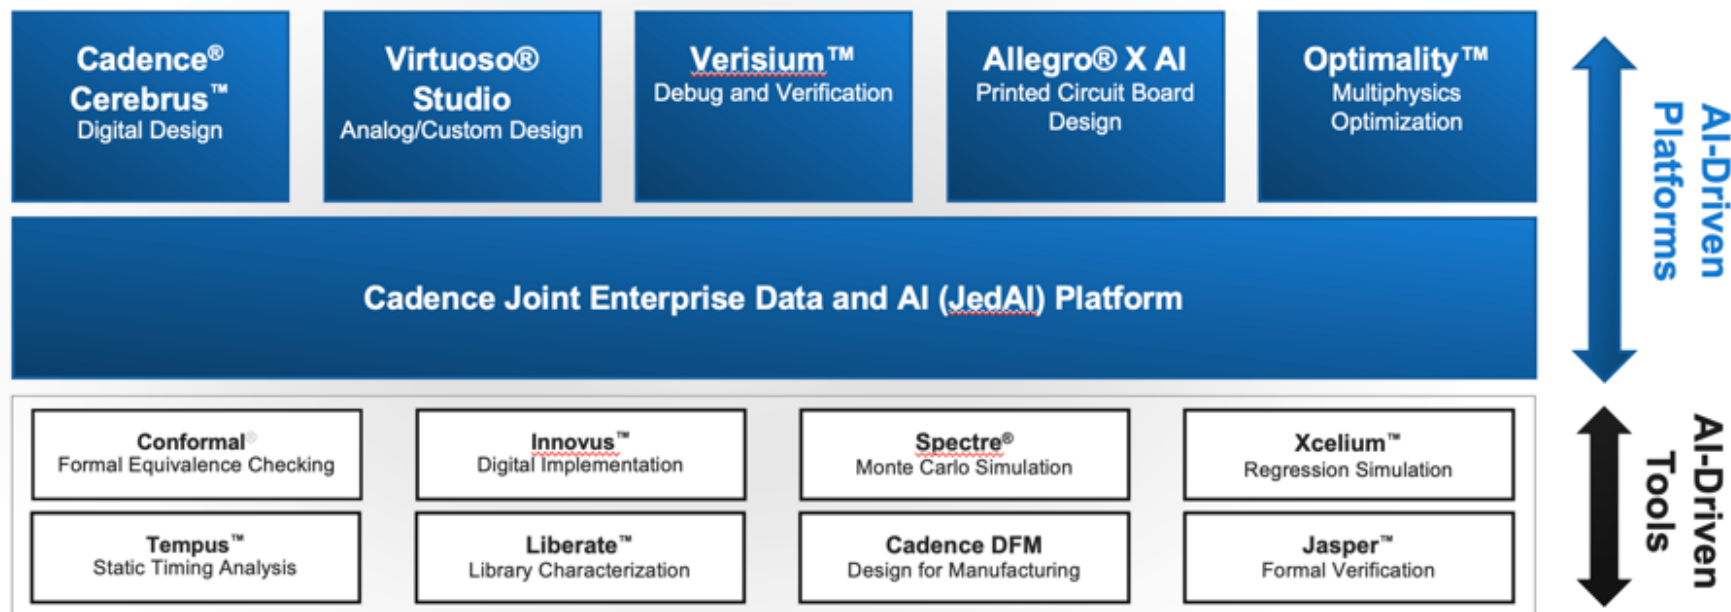 Cadence®
Cerebrus™
Digital Design
Virtuoso®
Studio
Analog/Custom Design
Verisium™
Debug and Verification
Allegro® X AI
Printed Circuit Board
Design
Optimality™
Multiphysics
Optimization
AI-Driven
Platforms
Cadence Joint Enterprise Data and AI (JedAI) Platform
Conformal®
Formal Equivalence Checking
Innovus™
Digital Implementation
Spectre®
Monte Carlo Simulation
Xcelium™
Regression Simulation
Tempus™
Static Timing Analysis
Liberate™
Library Characterization
Cadence DFM
Design for Manufacturing
Jasper™
Formal Verification
AI-Driven
Tools